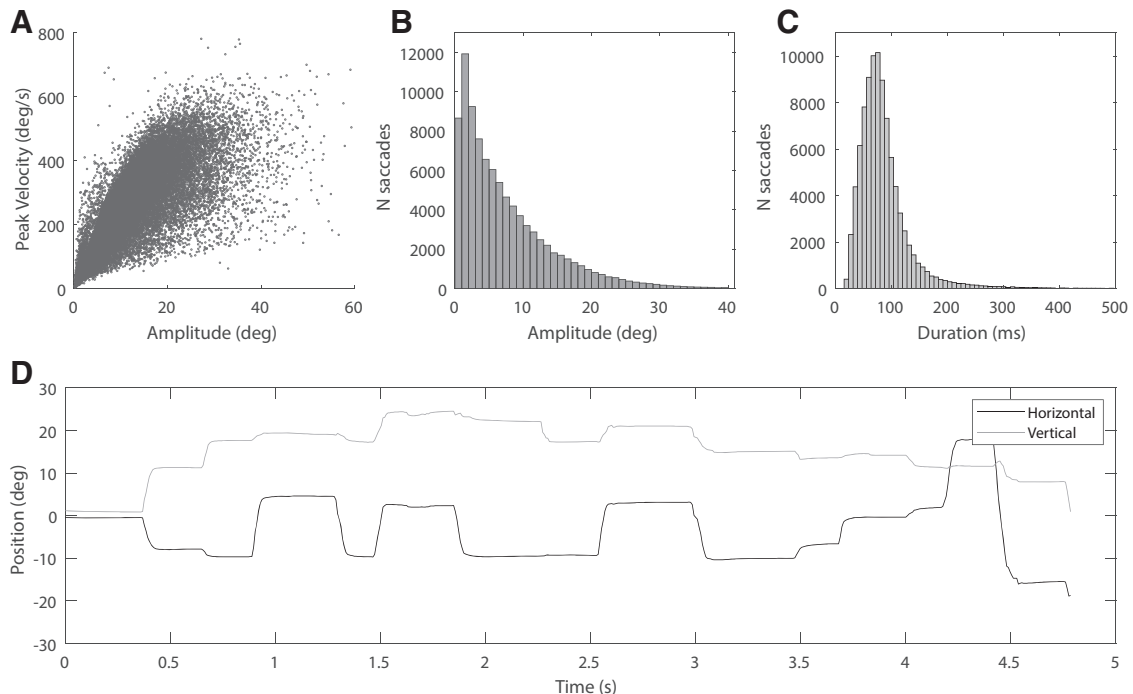 A
800
600
400
200
0
Peak Velocity (deg/s)
0 20 40 60
Amplitude (deg)
B
12000
10000
8000
6000
4000
2000
0
N saccades
0 10 20 30 40
Amplitude (deg)
C
10000
8000
6000
4000
2000
0
N saccades
0 100 200 300 400 500
Duration (ms)
D
30
20
10
0
-10
-20
-30
Position (deg)
Horizontal
Vertical
0 0.5 1 1.5 2 2.5 3 3.5 4 4.5 5
Time (s)